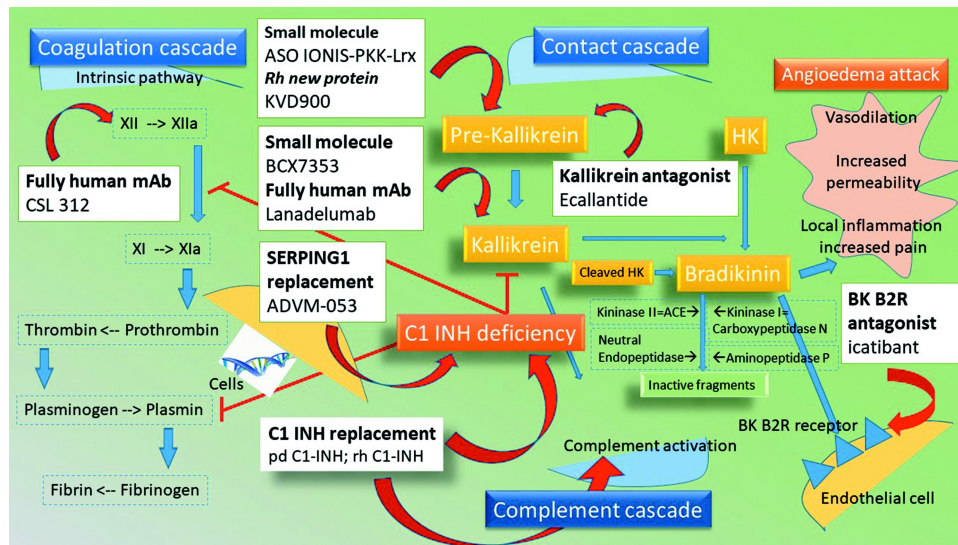 Coagulation cascade
Intrinsic pathway
XII --> XIIa
Fully human mAb
CSL 312
XI --> XIa
Thrombin <-- Prothrombin
Cells
Plasminogen --> Plasmin
Fibrin <-- Fibrinogen
Small molecule
ASO IONIS-PKK-Lrx
Rh new protein
KVD900
Small molecule
BCX7353
Fully human mAb
Lanadelumab
SERPING1
replacement
ADVM-053
C1 INH deficiency
C1 INH replacement
pd C1-INH; rh C1-INH
Contact cascade
Pre-Kallikrein
HK
Kallikrein antagonist
Ecallantide
Kallikrein
Cleaved HK
Bradikinin
Kininase II=ACE
Kininase I=
Carboxypeptidase N
Neutral
Endopeptidase
Aminopeptidase P
Inactive fragments
Complement activation
Complement cascade
Angioedema attack
Vasodilation
Increased
permeability
Local inflammation
increased pain
BK B2R
antagonist
icatibant
BK B2R receptor
Endothelial cell